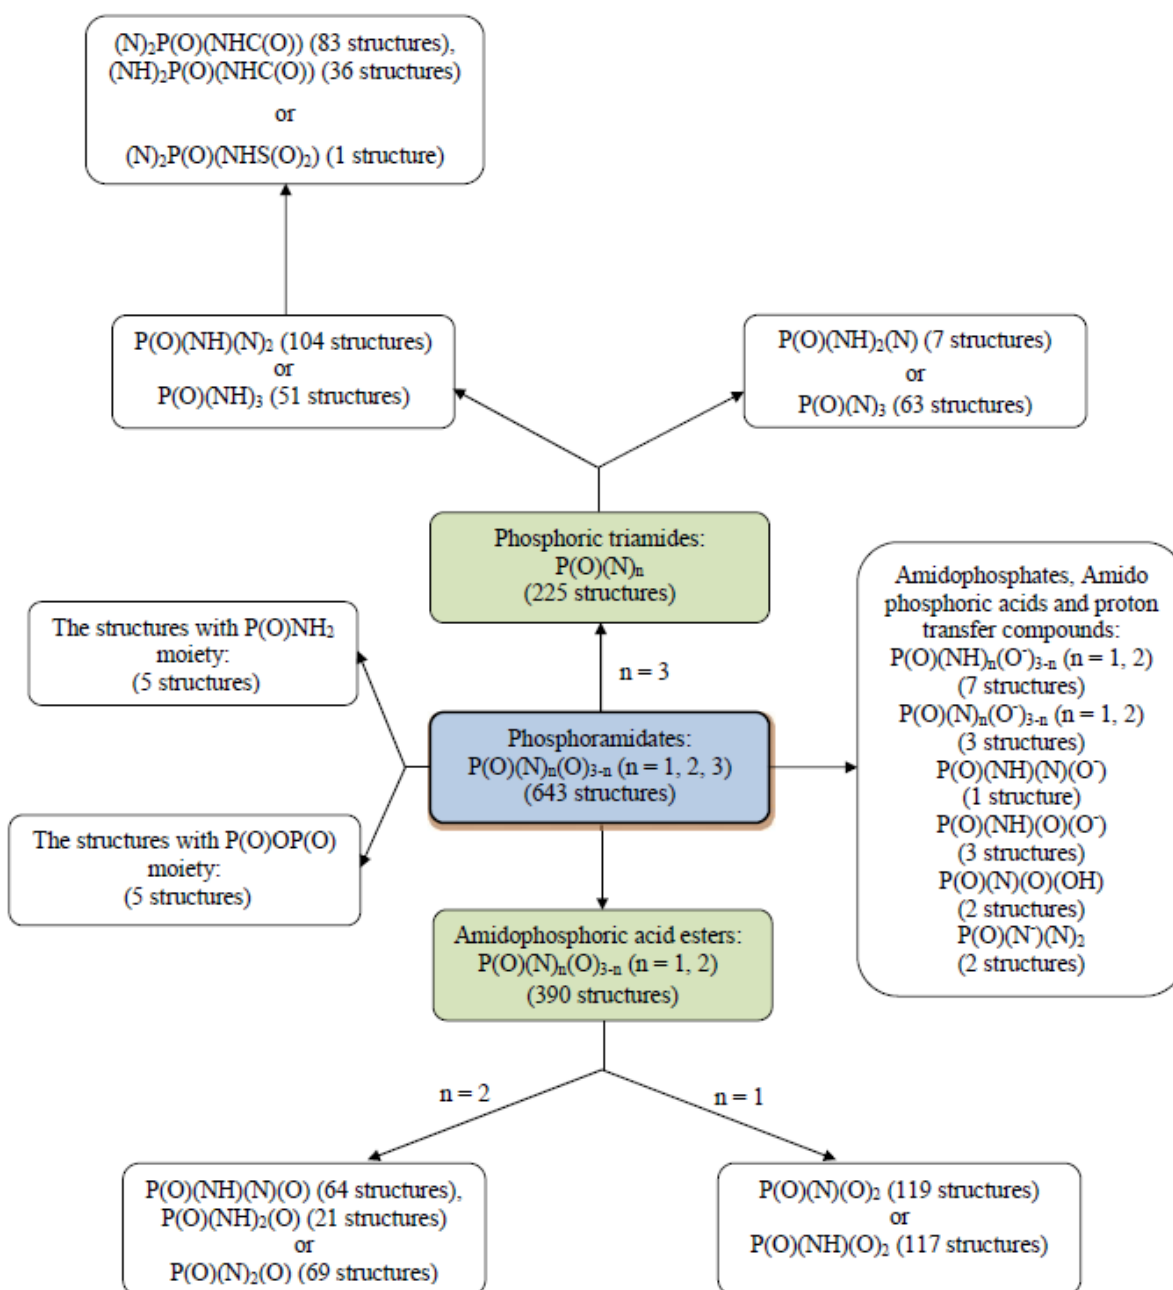 (N)₂P(O)(NHC(O)) (83 structures),
(NH)₂P(O)(NHC(O)) (36 structures)
or
(N)₂P(O)(NHS(O)₂) (1 structure)
P(O)(NH)(N)₂ (104 structures)
or
P(O)(NH)₃ (51 structures)
P(O)(NH)₂(N) (7 structures)
or
P(O)(N)₃ (63 structures)
Phosphoric triamides:
P(O)(N)ₙ
(225 structures)
n = 3
The structures with P(O)NH₂
moiety:
(5 structures)
Phosphoramidates:
P(O)(N)ₙ(O)₃₋ₙ (n = 1, 2, 3)
(643 structures)
The structures with P(O)OP(O)
moiety:
(5 structures)
Amidophosphates, Amido
phosphoric acids and proton
transfer compounds:
P(O)(NH)ₙ(O⁻)₃₋ₙ (n = 1, 2)
(7 structures)
P(O)(N)ₙ(O⁻)₃₋ₙ (n = 1, 2)
(3 structures)
P(O)(NH)(N)(O⁻)
(1 structure)
P(O)(NH)(O)(O⁻)
(3 structures)
P(O)(N)(O)(OH)
(2 structures)
P(O)(N⁻)(N)₂
(2 structures)
Amidophosphoric acid esters:
P(O)(N)ₙ(O)₃₋ₙ (n = 1, 2)
(390 structures)
n = 2
n = 1
P(O)(NH)(N)(O) (64 structures),
P(O)(NH)₂(O) (21 structures)
or
P(O)(N)₂(O) (69 structures)
P(O)(N)(O)₂ (119 structures)
or
P(O)(NH)(O)₂ (117 structures)